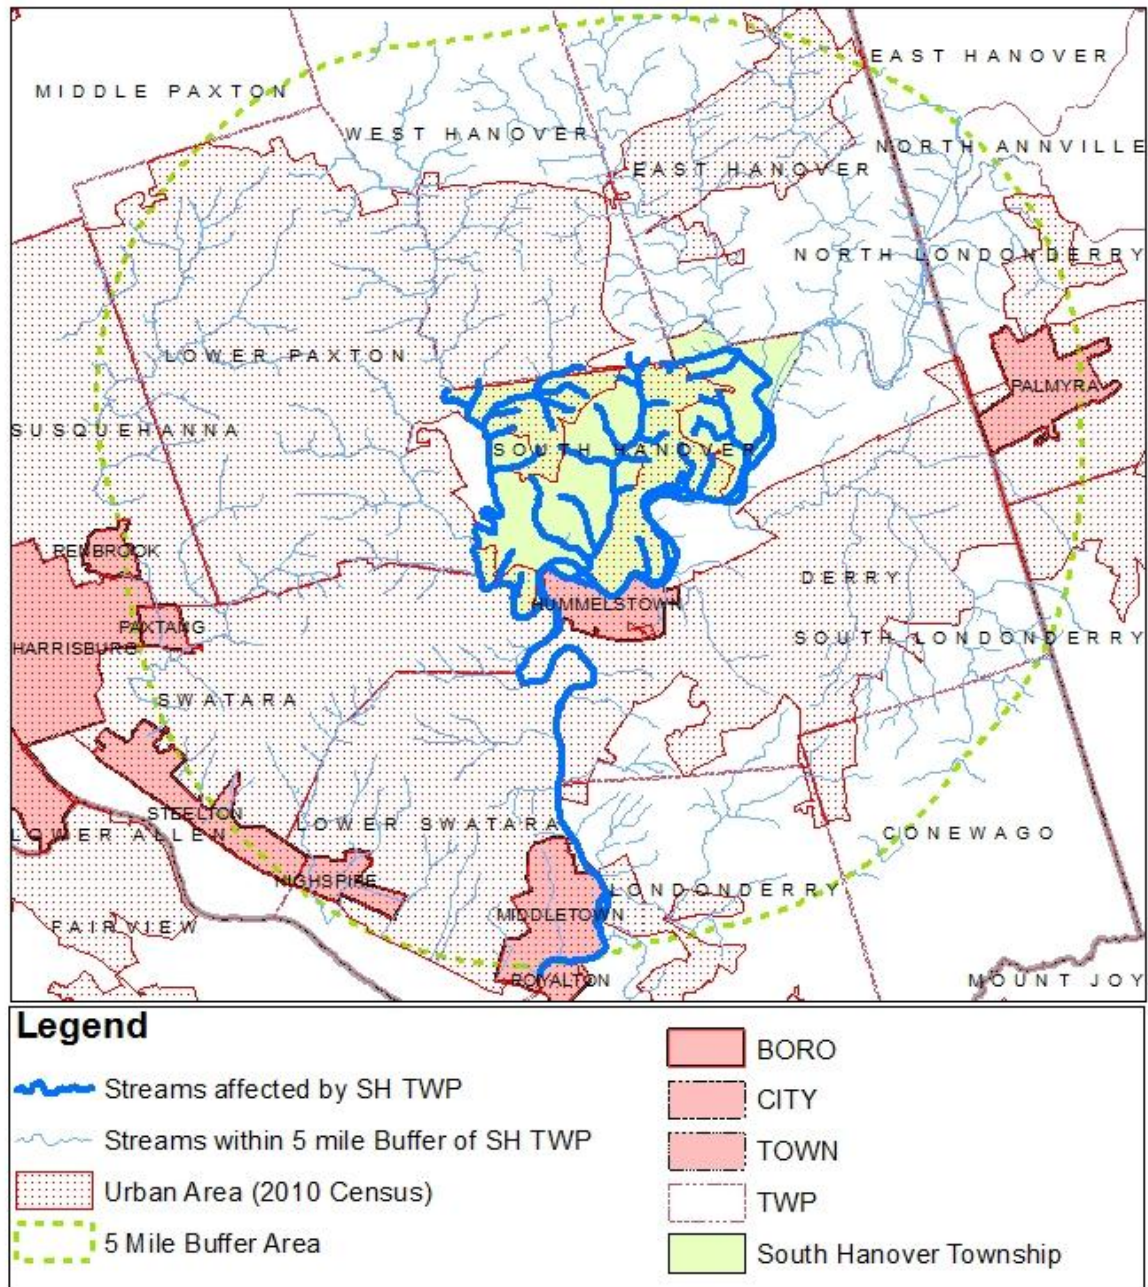 EAST HANOVER
MIDDLE PAXTON
WEST HANOVER
NORTH ANNVILLE
EAST HANOVER
NORTH LONDONDERRY
LOWER PAXTON
PALMYRA
SUSQUEHANNA
SOUTH HANOVER
PENBROOK
DERRY
HUMMELSTOWN
PAXTANG
SOUTH LONDONDERRY
HARRISBURG
SWATARA
STEELTON
LOWER SWATARA
LOWER ALLEN
CONEWAGO
HIGHSPIRE
LONDONDERRY
MIDDLETOWN
FAIRVIEW
ROYALTON
MOUNT JOY
Legend
Streams affected by SH TWP
Streams within 5 mile Buffer of SH TWP
Urban Area (2010 Census)
5 Mile Buffer Area
BORO
CITY
TOWN
TWP
South Hanover Township